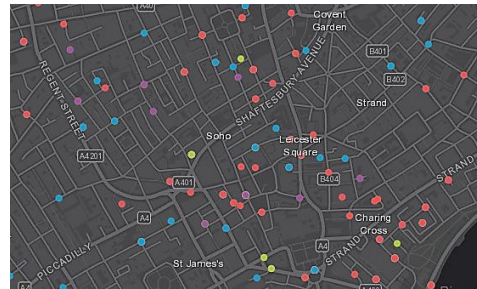 A40
Covent
Garden
B401
B402
REGENT STREET
SHAFTESBURY AVENUE
Strand
A4201
Soho
Leicester
Square
A401
B404
STRAND
A4
Charing
Cross
PICCADILLY
A4
STRAND
St James's